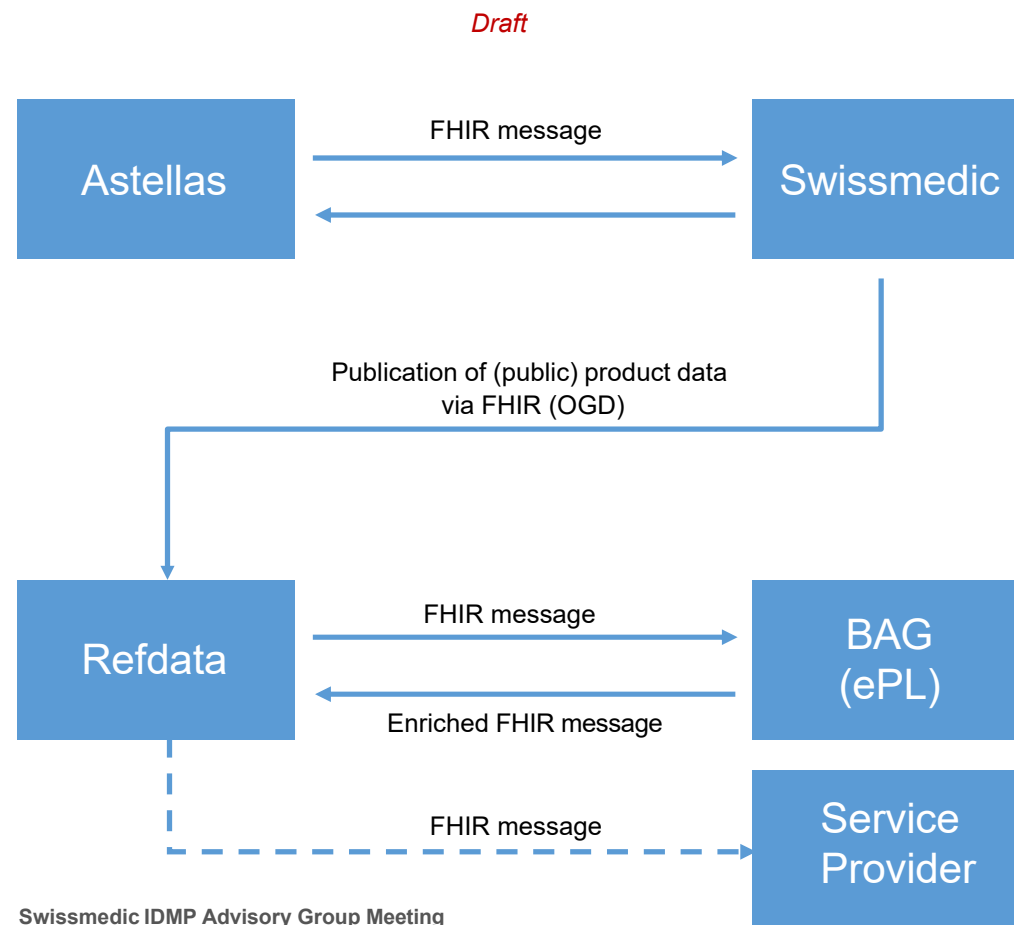 Draft
FHIR message
Astellas
Swissmedic
Publication of (public) product data
via FHIR (OGD)
FHIR message
Refdata
BAG
(ePL)
Enriched FHIR message
FHIR message
Service
Provider
Swissmedic IDMP Advisory Group Meeting